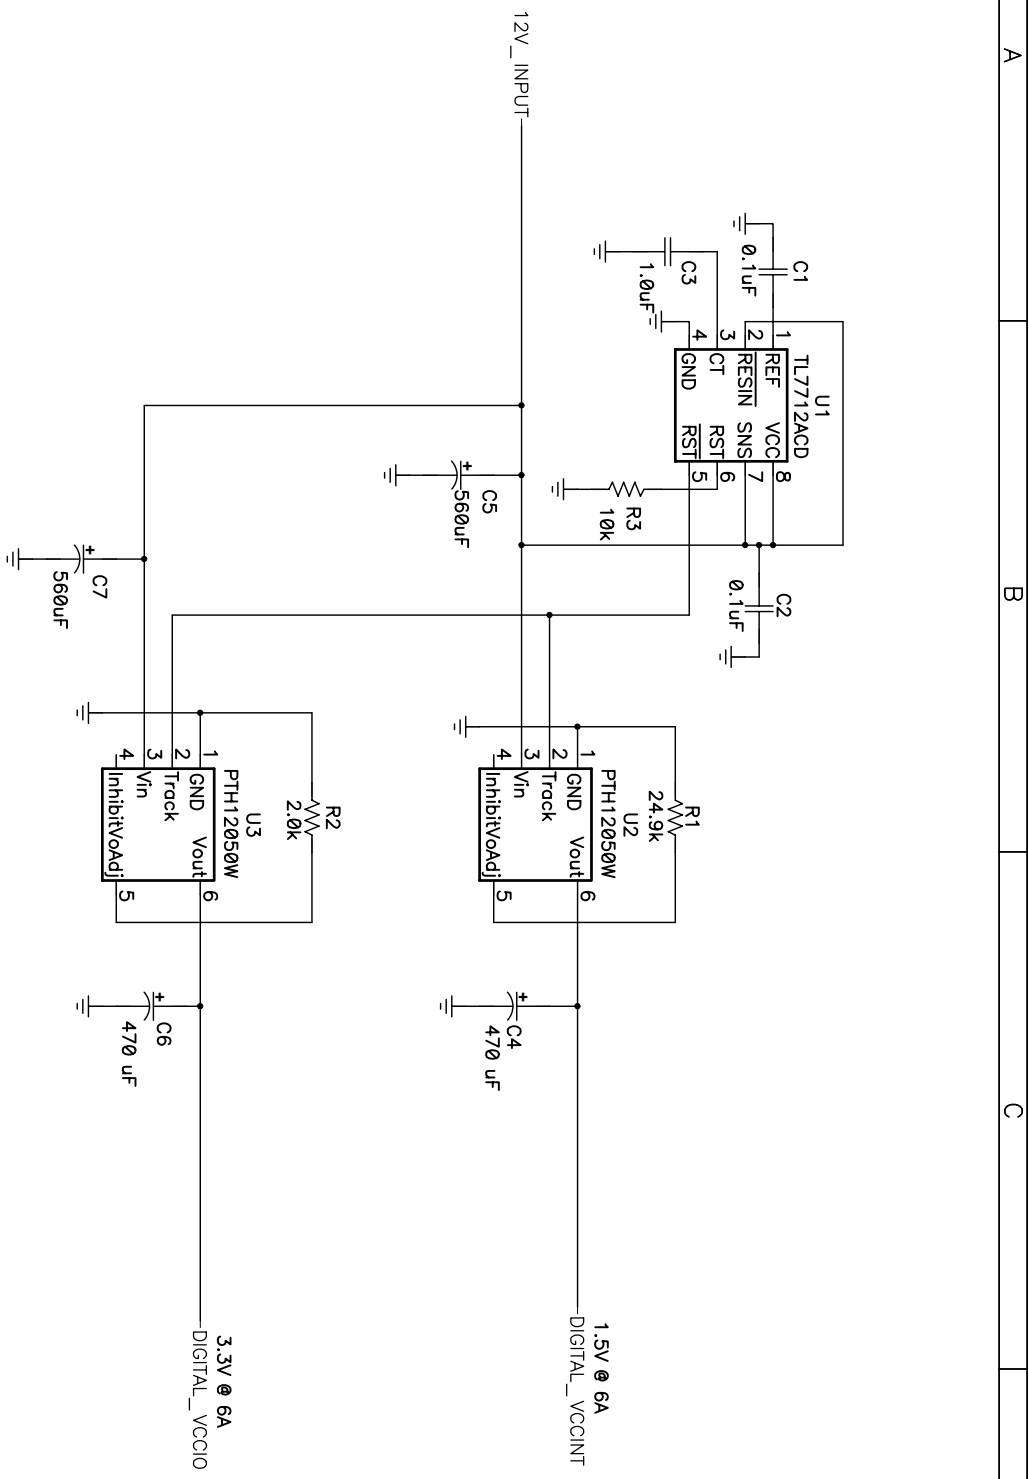 A
B
C
12V_INPUT
C1
0.1uF
C3
1.0uF
U1
TL7712ACD
1
2
3
4
REF
RESIN
CT
GND
VCC
SNS
RST
RST
8
7
6
5
C2
0.1uF
R3
10k
C5
560uF
C7
560uF
R1
24.9k
U2
PTH12050W
1
2
3
4
GND
Track
Vin
Inhibit
Vout
VoAdj
6
5
C4
470 uF
1.5V @ 6A
DIGITAL_VCCINT
R2
2.0k
U3
PTH12050W
1
2
3
4
GND
Track
Vin
Inhibit
Vout
VoAdj
6
5
C6
470 uF
3.3V @ 6A
DIGITAL_VCCIO